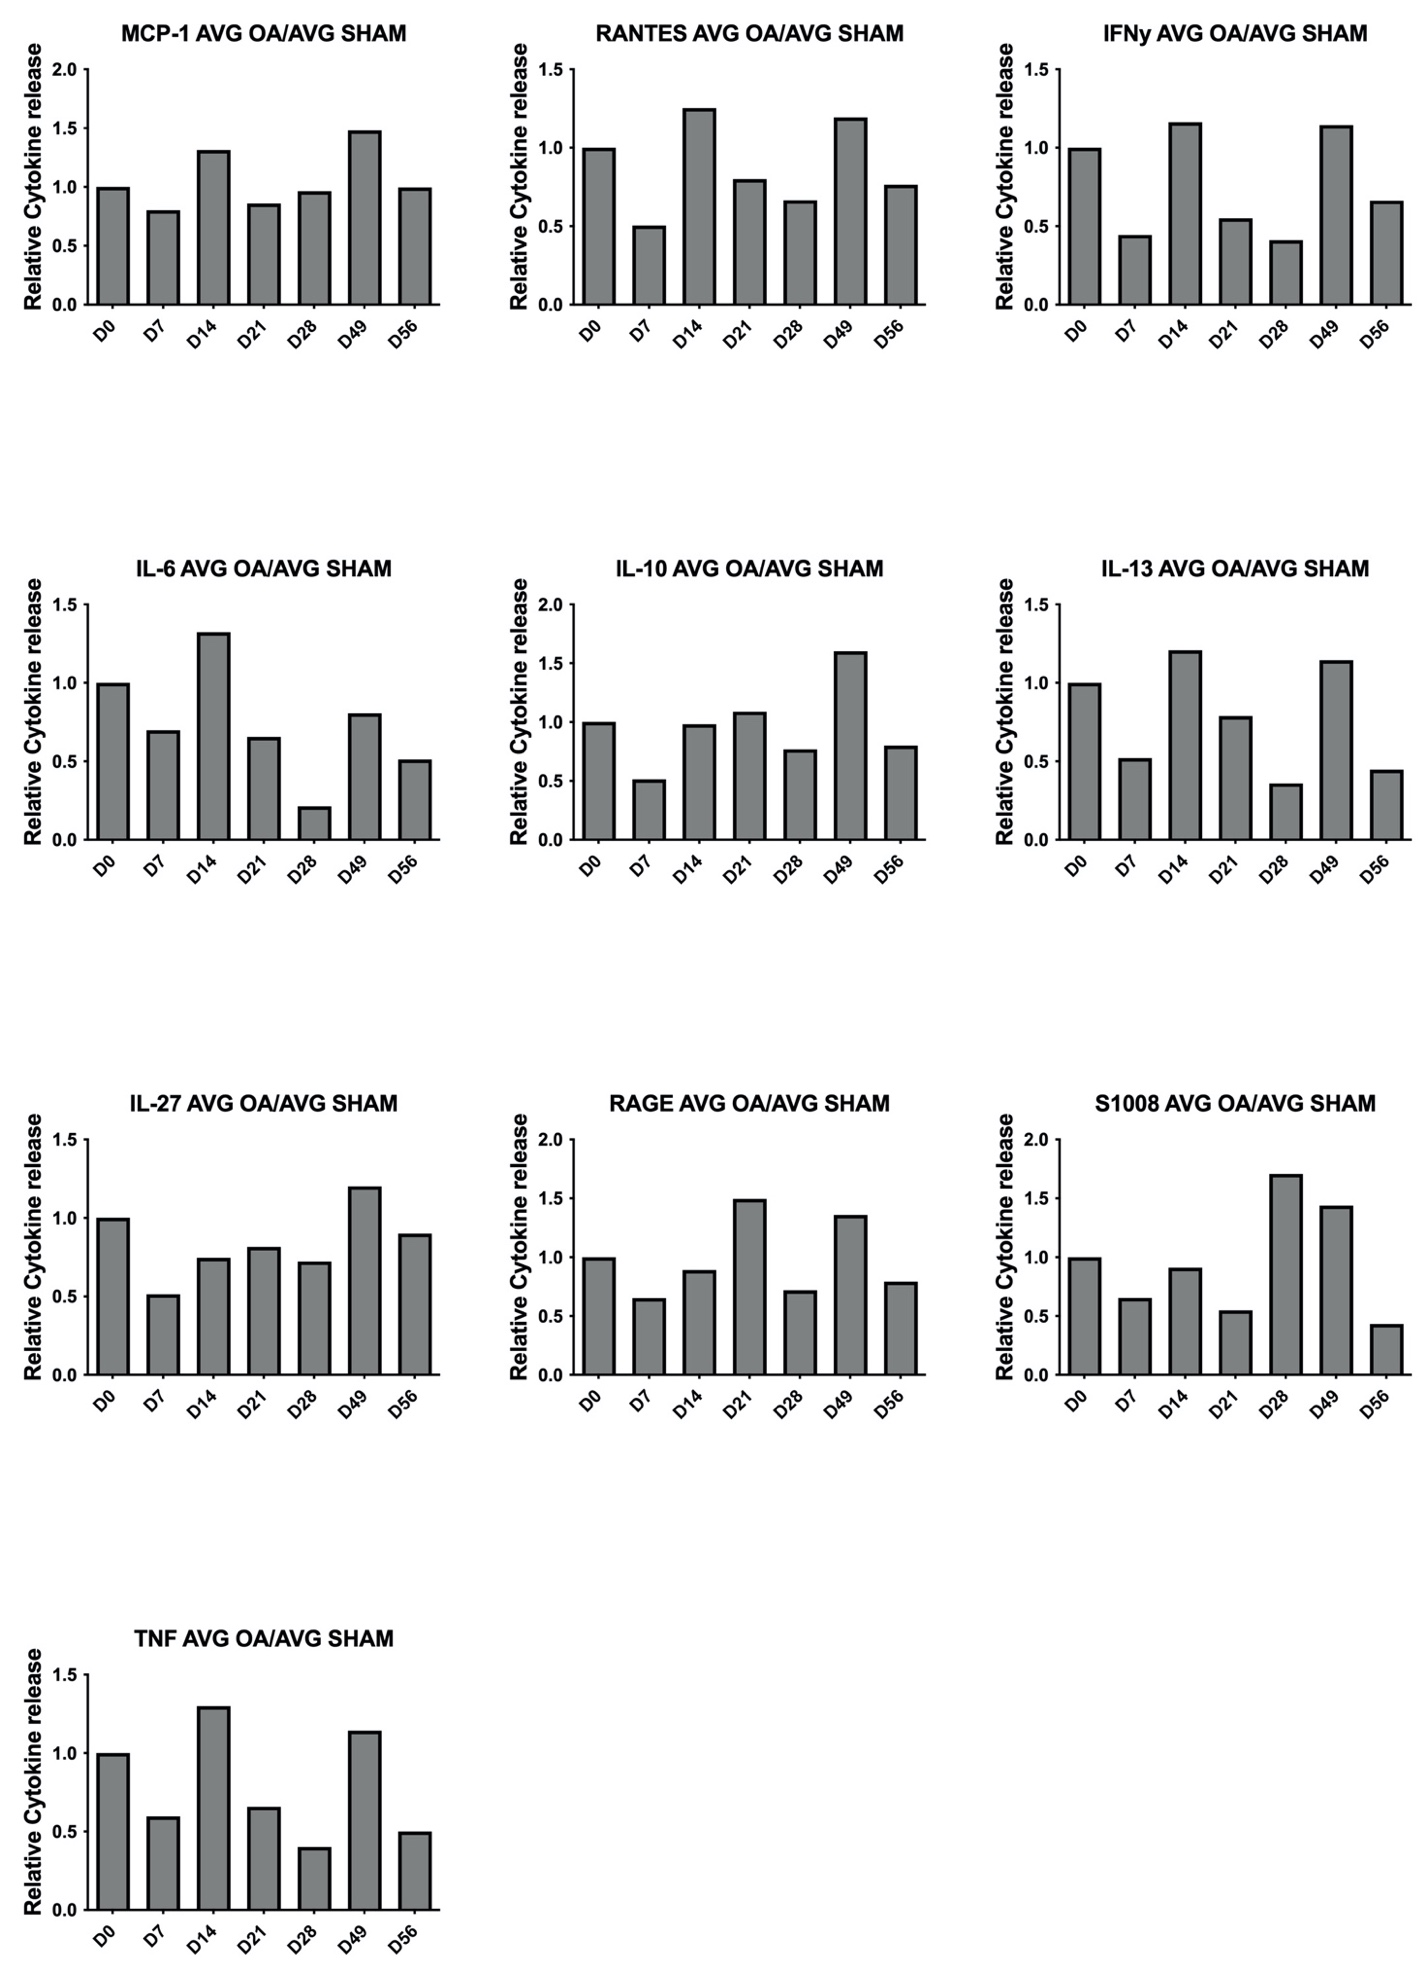 MCP-1 AVG OA/AVG SHAM
Relative Cytokine release
2.0
1.5
1.0
0.5
0.0
D0 D7 D14 D21 D28 D49 D56
RANTES AVG OA/AVG SHAM
Relative Cytokine release
1.5
1.0
0.5
0.0
D0 D7 D14 D21 D28 D49 D56
IFNy AVG OA/AVG SHAM
Relative Cytokine release
1.5
1.0
0.5
0.0
D0 D7 D14 D21 D28 D49 D56
IL-6 AVG OA/AVG SHAM
Relative Cytokine release
1.5
1.0
0.5
0.0
D0 D7 D14 D21 D28 D49 D56
IL-10 AVG OA/AVG SHAM
Relative Cytokine release
2.0
1.5
1.0
0.5
0.0
D0 D7 D14 D21 D28 D49 D56
IL-13 AVG OA/AVG SHAM
Relative Cytokine release
1.5
1.0
0.5
0.0
D0 D7 D14 D21 D28 D49 D56
IL-27 AVG OA/AVG SHAM
Relative Cytokine release
1.5
1.0
0.5
0.0
D0 D7 D14 D21 D28 D49 D56
RAGE AVG OA/AVG SHAM
Relative Cytokine release
2.0
1.5
1.0
0.5
0.0
D0 D7 D14 D21 D28 D49 D56
S1008 AVG OA/AVG SHAM
Relative Cytokine release
2.0
1.5
1.0
0.5
0.0
D0 D7 D14 D21 D28 D49 D56
TNF AVG OA/AVG SHAM
Relative Cytokine release
1.5
1.0
0.5
0.0
D0 D7 D14 D21 D28 D49 D56